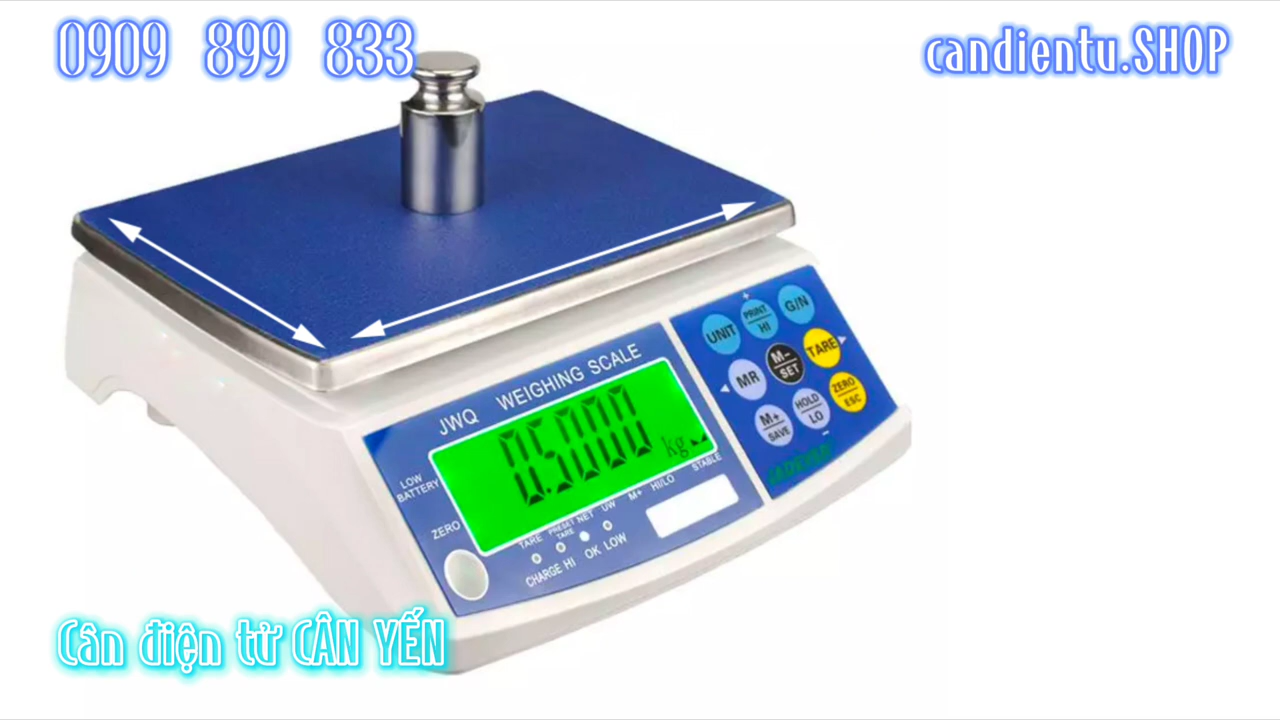 0909 899 833
candientu.SHOP
JWQ WEIGHING SCALE
0.5000 kg
LOW BATTERY
ZERO
TARE
PRESET TARE
NET
UW
M+
HI/LO
STABLE
CHARGE HI OK LOW
UNIT
+
PRINT
HI
G/N
MR
M-
SET
TARE
M+
SAVE
HOLD
LO
ZERO
ESC
-
Cân điện tử CÂN YẾN